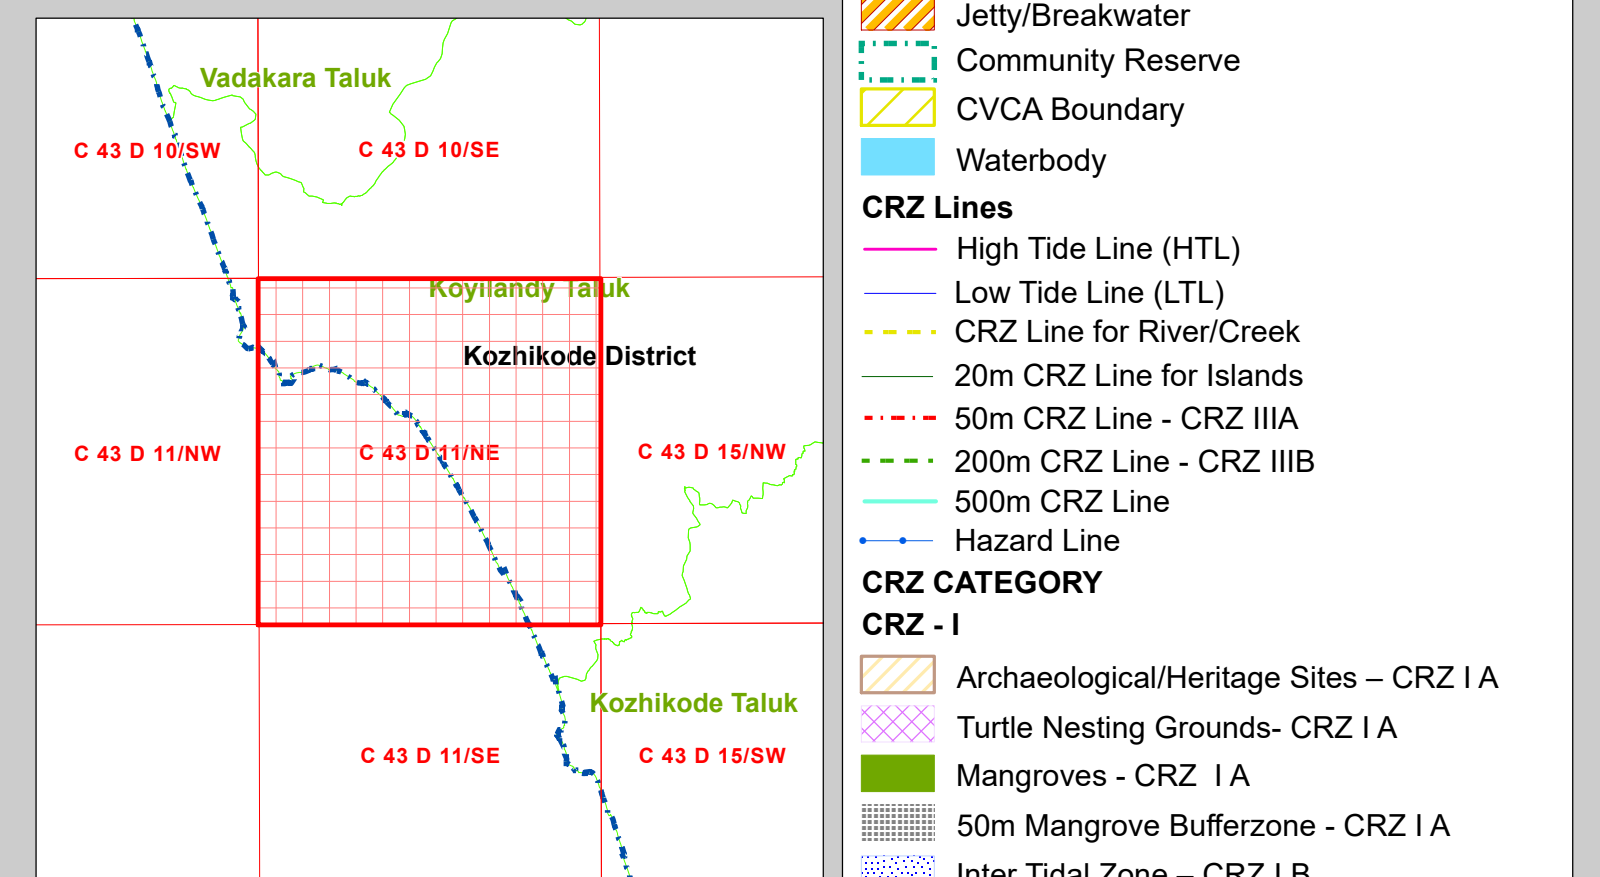 Vadakara Taluk
C 43 D 10/SW
C 43 D 10/SE
Koyilandy Taluk
Kozhikode District
C 43 D 11/NW
C 43 D 11/NE
C 43 D 15/NW
Kozhikode Taluk
C 43 D 11/SE
C 43 D 15/SW
Jetty/Breakwater
Community Reserve
CVCA Boundary
Waterbody
CRZ Lines
High Tide Line (HTL)
Low Tide Line (LTL)
CRZ Line for River/Creek
20m CRZ Line for Islands
50m CRZ Line - CRZ IIIA
200m CRZ Line - CRZ IIIB
500m CRZ Line
Hazard Line
CRZ CATEGORY
CRZ - I
Archaeological/Heritage Sites – CRZ I A
Turtle Nesting Grounds- CRZ I A
Mangroves - CRZ  I A
50m Mangrove Bufferzone - CRZ I A
Inter Tidal Zone – CRZ I B